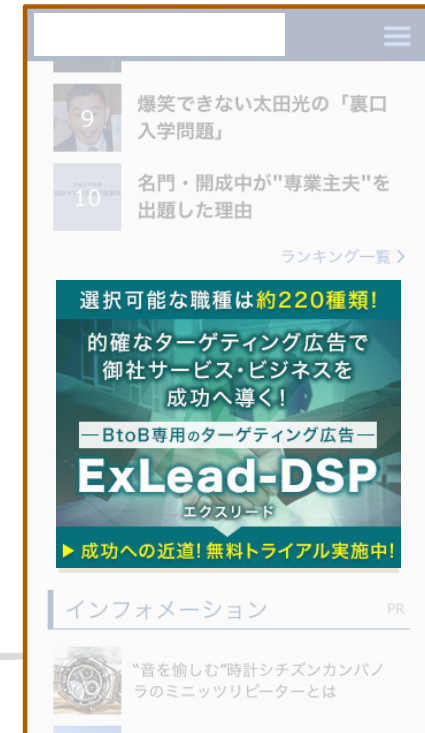 9
爆笑できない太田光の「裏口
入学問題」
10
名門・開成中が"専業主夫"を
出題した理由
ランキング一覧 >
選択可能な職種は約220種類!
的確なターゲティング広告で
御社サービス・ビジネスを
成功へ導く!
―BtoB専用のターゲティング広告―
ExLead-DSP
エクスリード
▶成功への近道!無料トライアル実施中!
インフォメーション
PR
“音を愉しむ”時計シチズンカンパノ
ラのミニッツリピーターとは